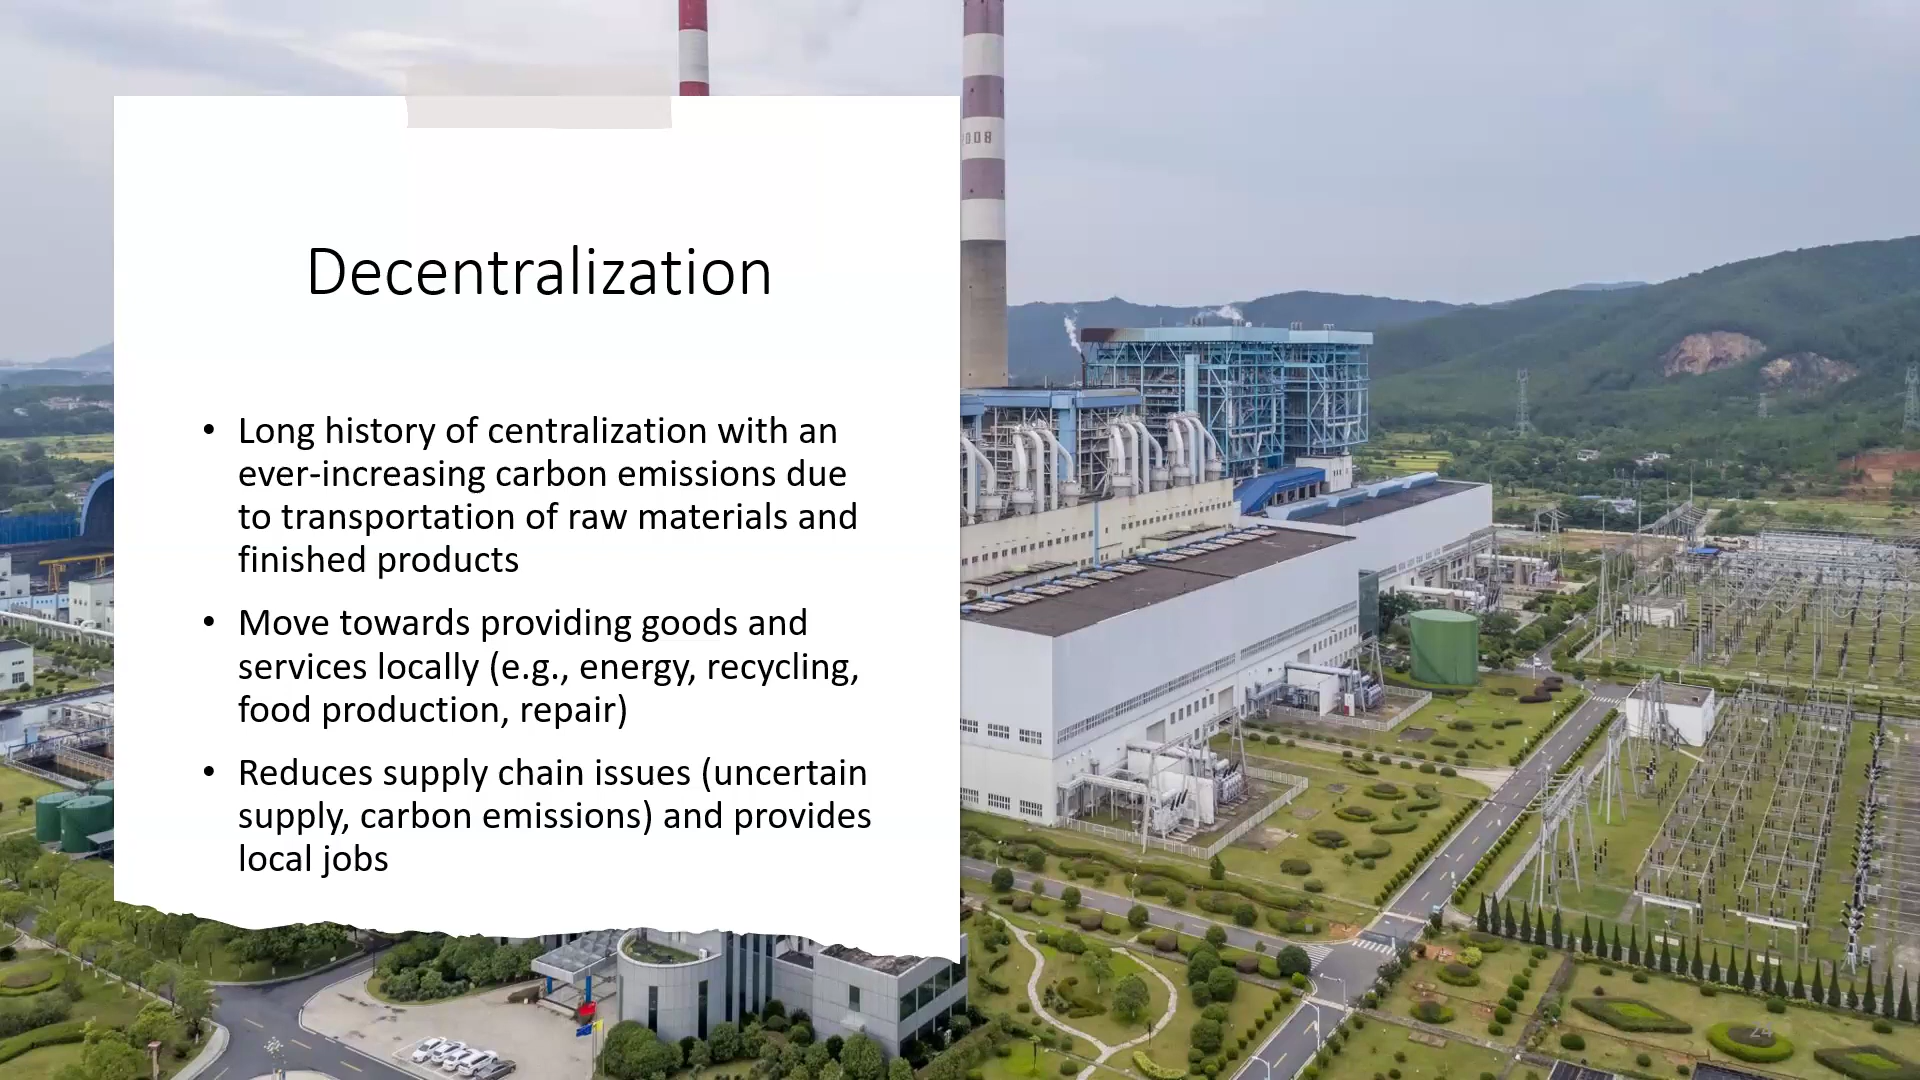 Decentralization
• Long history of centralization with an
ever-increasing carbon emissions due
to transportation of raw materials and
finished products
• Move towards providing goods and
services locally (e.g., energy, recycling,
food production, repair)
• Reduces supply chain issues (uncertain
supply, carbon emissions) and provides
local jobs
24